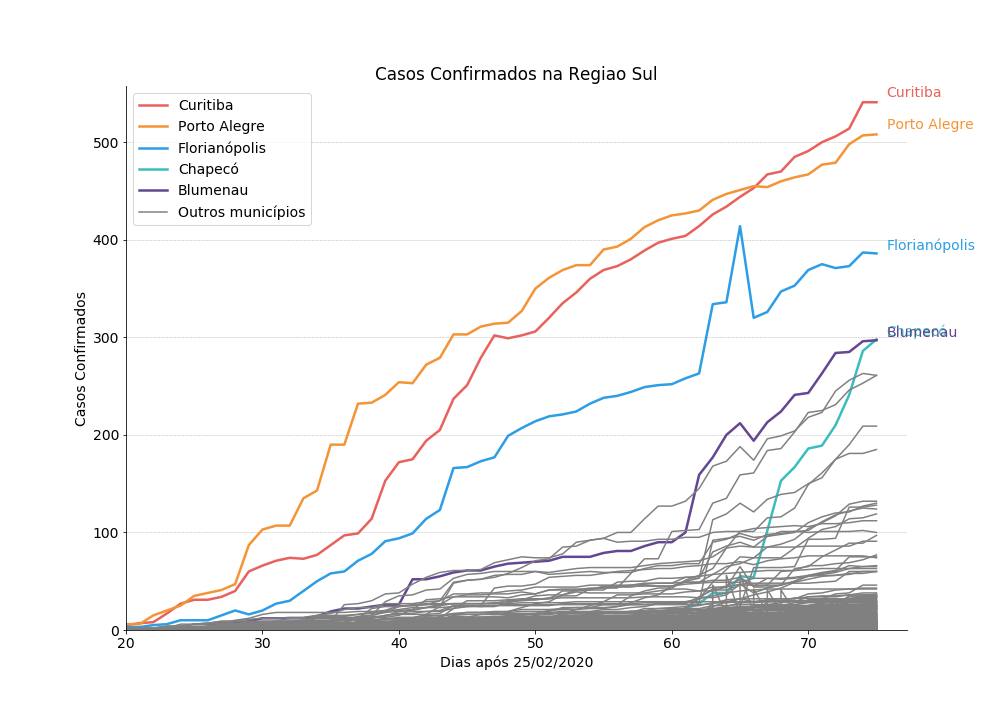 Casos Confirmados na Regiao Sul
Curitiba
Porto Alegre
Florianópolis
Chapecó
Blumenau
Outros municípios
Curitiba
Porto Alegre
Florianópolis
Chapecó
Blumenau
Casos Confirmados
500
400
300
200
100
0
20 30 40 50 60 70
Dias após 25/02/2020